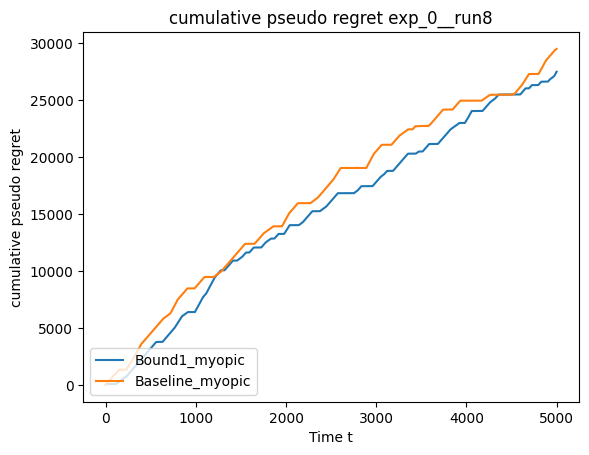 cumulative pseudo regret exp_0__run8
cumulative pseudo regret
30000
25000
20000
15000
10000
5000
0
Bound1_myopic
Baseline_myopic
0 1000 2000 3000 4000 5000
Time t